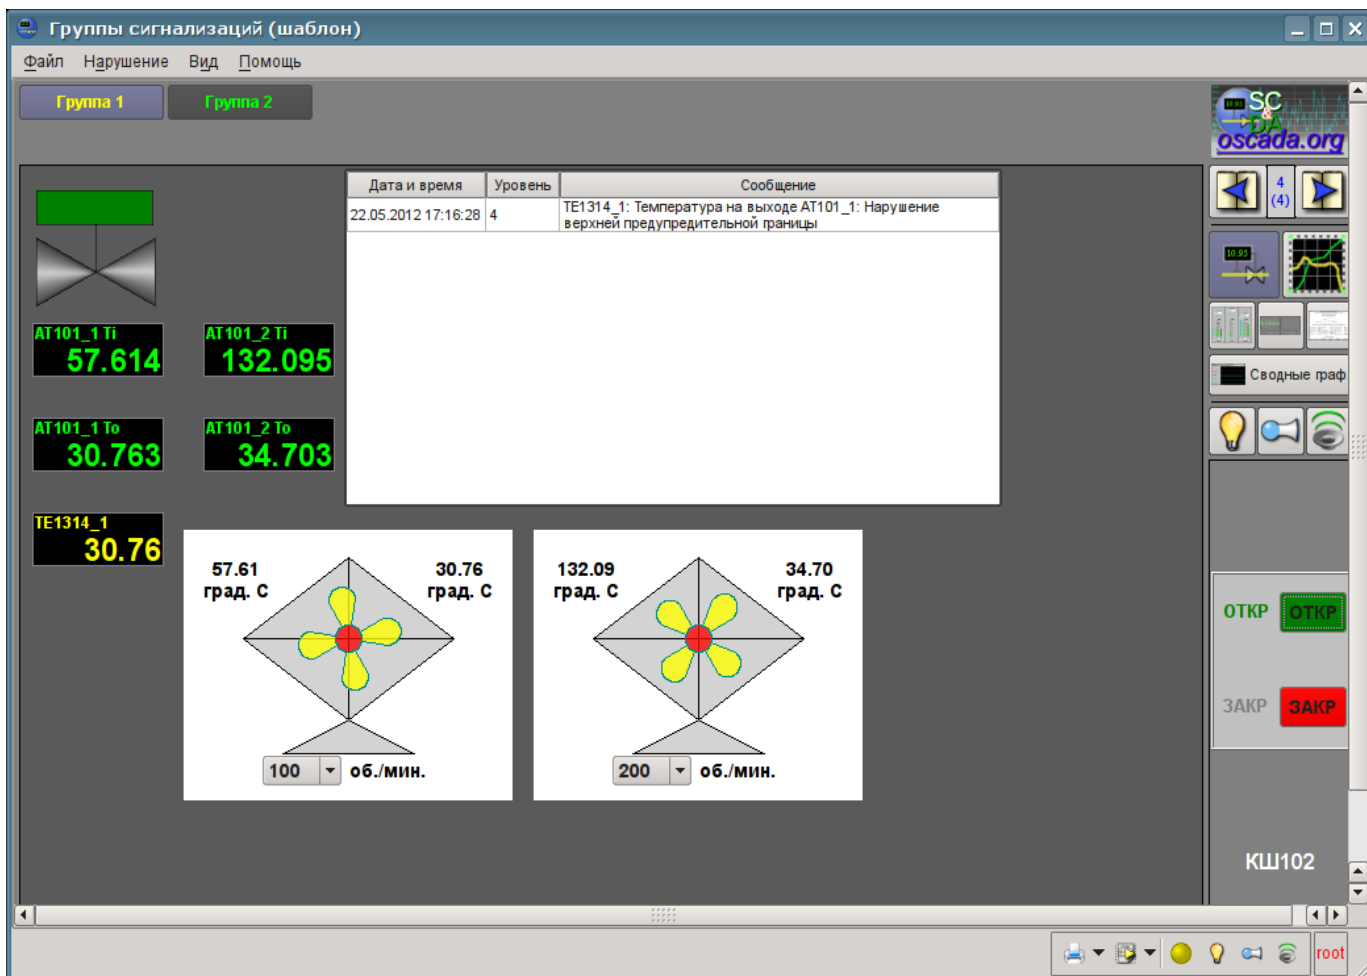 Группы сигнализаций (шаблон)
Файл Нарушение Вид Помощь
Группа 1 Группа 2
SC
&
DA
oscada.org
Дата и время Уровень Сообщение
22.05.2012 17:16:28 4 TE1314_1: Температура на выходе AT101_1: Нарушение
верхней предупредительной границы
4
(4)
10.95
AT101_1 Ti
57.614
AT101_2 Ti
132.095
Сводные граф
AT101_1 To
30.763
AT101_2 To
34.703
TE1314_1
30.76
57.61
град. С
30.76
град. С
132.09
град. С
34.70
град. С
100 об./мин.
200 об./мин.
ОТКР ОТКР
ЗАКР ЗАКР
КШ102
root